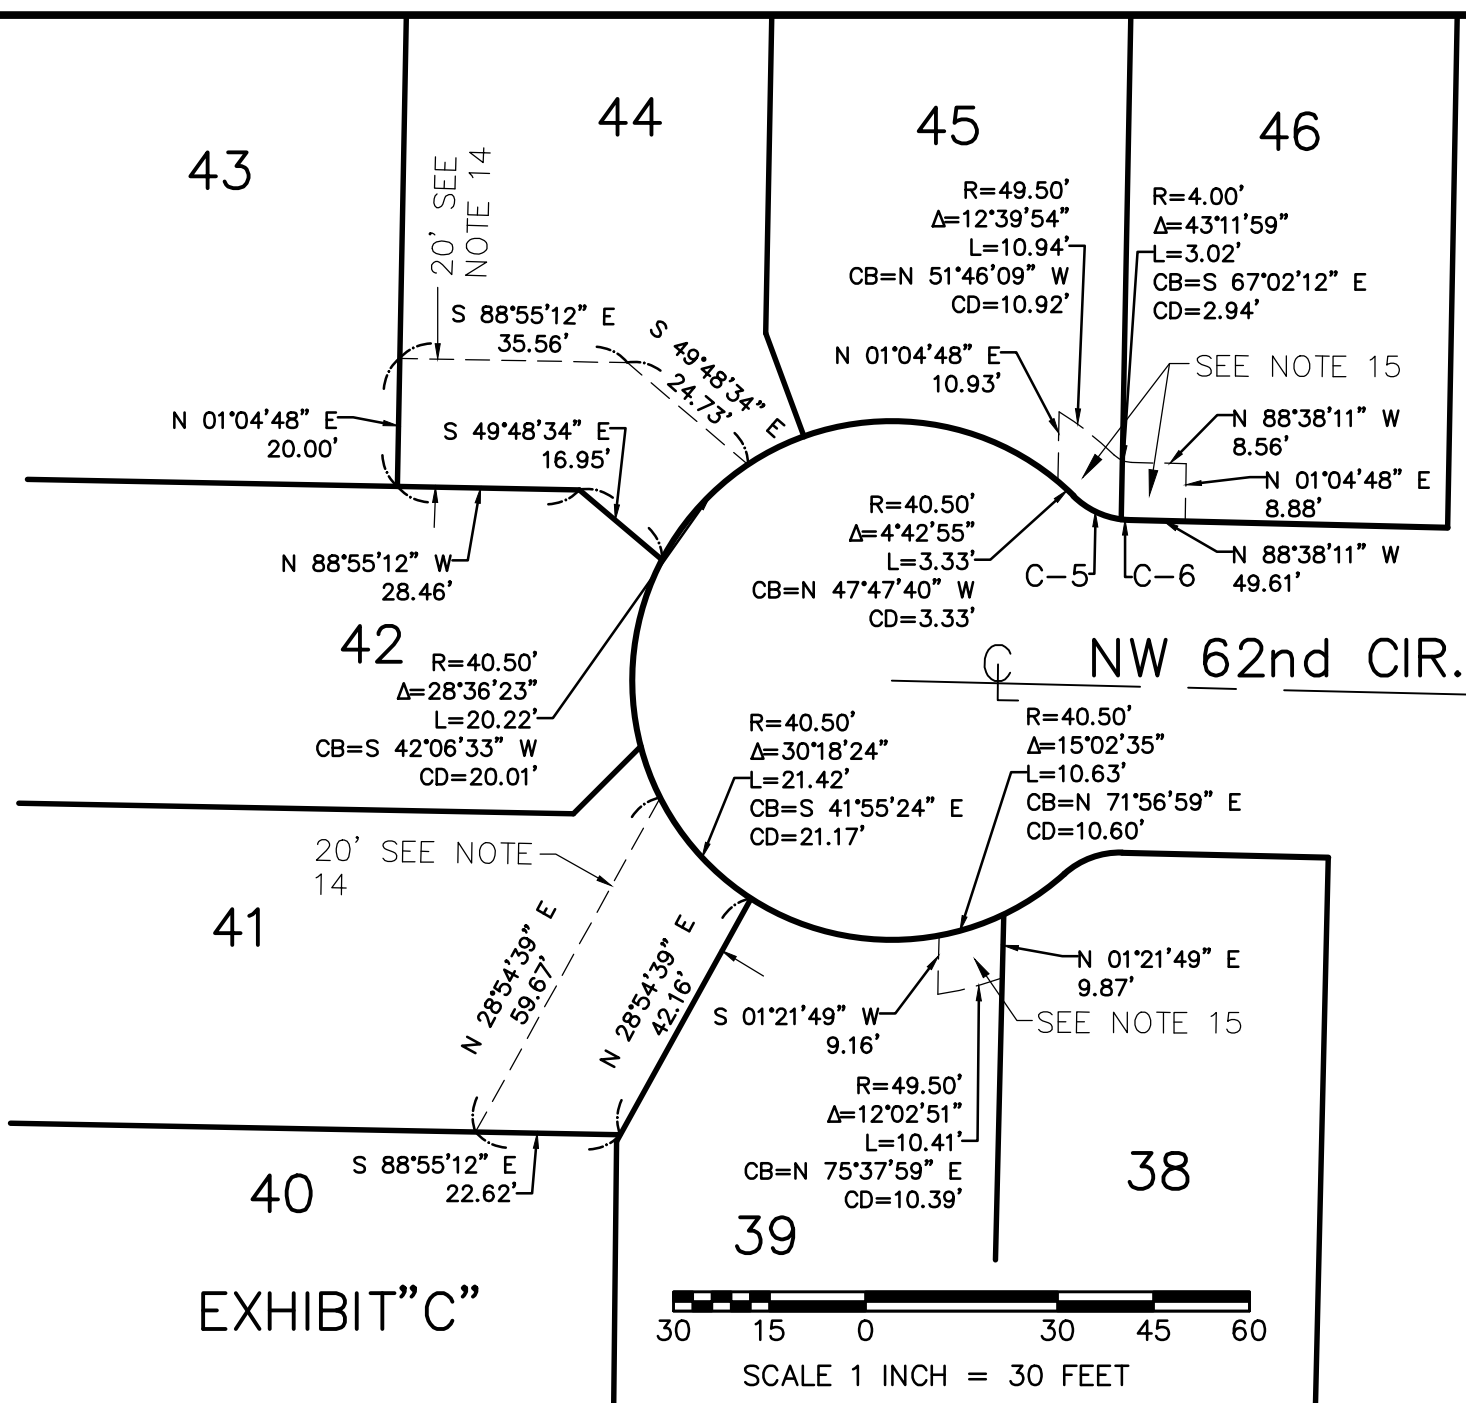 43
44
45
46
20' SEE
NOTE 14
R=49.50'
Δ=12°39'54"
L=10.94'
CB=N 51°46'09" W
CD=10.92'
R=4.00'
Δ=43°11'59"
L=3.02'
CB=S 67°02'12" E
CD=2.94'
S 88°55'12" E
35.56'
S 49°48'34" E
24.73'
N 01°04'48" E
10.93'
SEE NOTE 15
N 01°04'48" E
20.00'
S 49°48'34" E
16.95'
N 88°38'11" W
8.56'
N 01°04'48" E
8.88'
R=40.50'
Δ=4°42'55"
L=3.33'
CB=N 47°47'40" W
CD=3.33'
C-5
C-6
N 88°38'11" W
49.61'
N 88°55'12" W
28.46'
42
R=40.50'
Δ=28°36'23"
L=20.22'
CB=S 42°06'33" W
CD=20.01'
NW 62nd CIR.
R=40.50'
Δ=30°18'24"
L=21.42'
CB=S 41°55'24" E
CD=21.17'
R=40.50'
Δ=15°02'35"
L=10.63'
CB=N 71°56'59" E
CD=10.60'
20' SEE NOTE
14
41
N 28°54'39" E
59.67'
N 28°54'39" E
42.16'
S 01°21'49" W
9.16'
N 01°21'49" E
9.87'
SEE NOTE 15
R=49.50'
Δ=12°02'51"
L=10.41'
CB=N 75°37'59" E
CD=10.39'
S 88°55'12" E
22.62'
40
39
38
EXHIBIT"C"
30 15 0 30 45 60
SCALE 1 INCH = 30 FEET